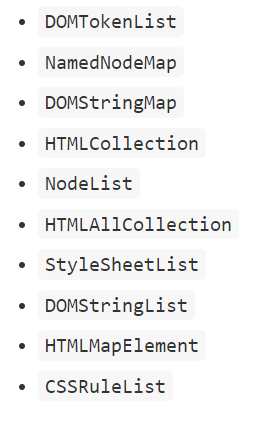 DOMTokenList
NamedNodeMap
DOMStringMap
HTMLCollection
NodeList
HTMLAllCollection
StyleSheetList
DOMStringList
HTMLMapElement
CSSRuleList